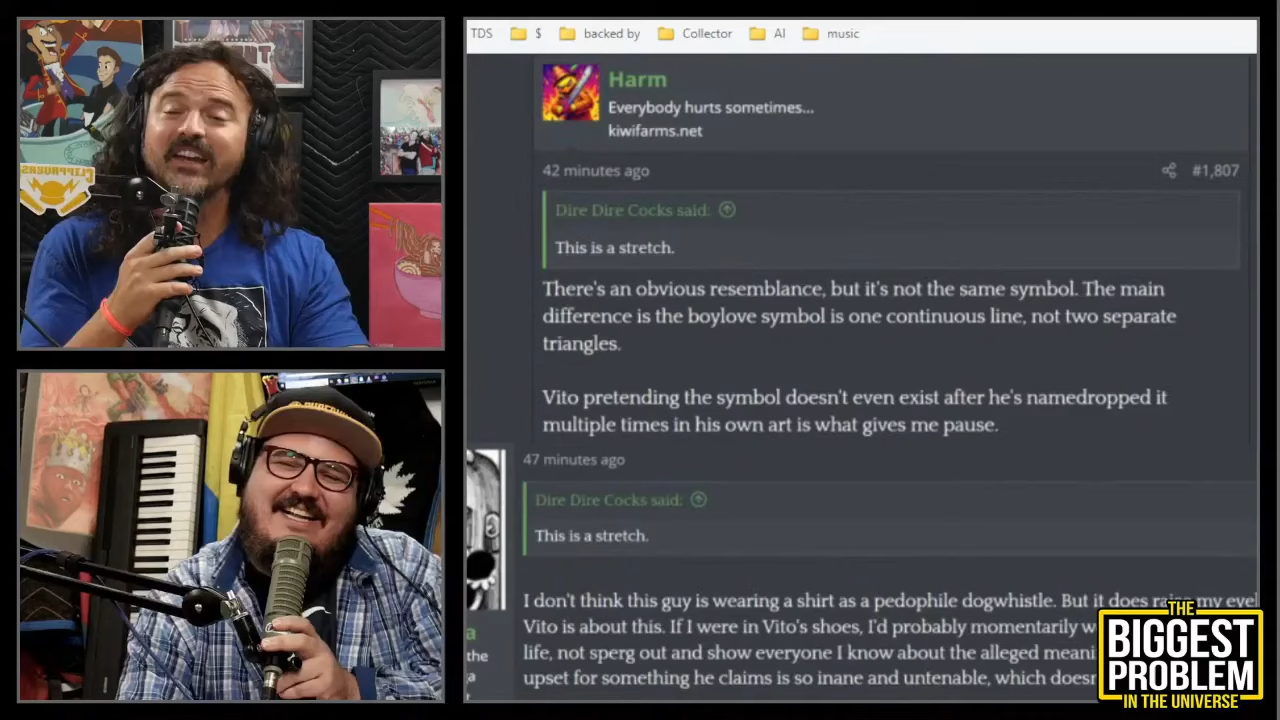 TDS $ backed by Collector AI music
Harm
Everybody hurts sometimes...
kiwifarms.net
42 minutes ago #1,807
Dire Dire Cocks said:
This is a stretch.
There's an obvious resemblance, but it's not the same symbol. The main
difference is the boylove symbol is one continuous line, not two separate
triangles.
Vito pretending the symbol doesn't even exist after he's namedropped it
multiple times in his own art is what gives me pause.
47 minutes ago
Dire Dire Cocks said:
This is a stretch.
I don't think this guy is wearing a shirt as a pedophile dogwhistle. But it does my
Vito is about this. If I were in Vito's shoes, I'd probably momentarily
life, not sperg out and show everyone I know about the alleged
upset for something he claims is so inane and untenable, which
a
the
a
THE
BIGGEST
PROBLEM
IN THE UNIVERSE